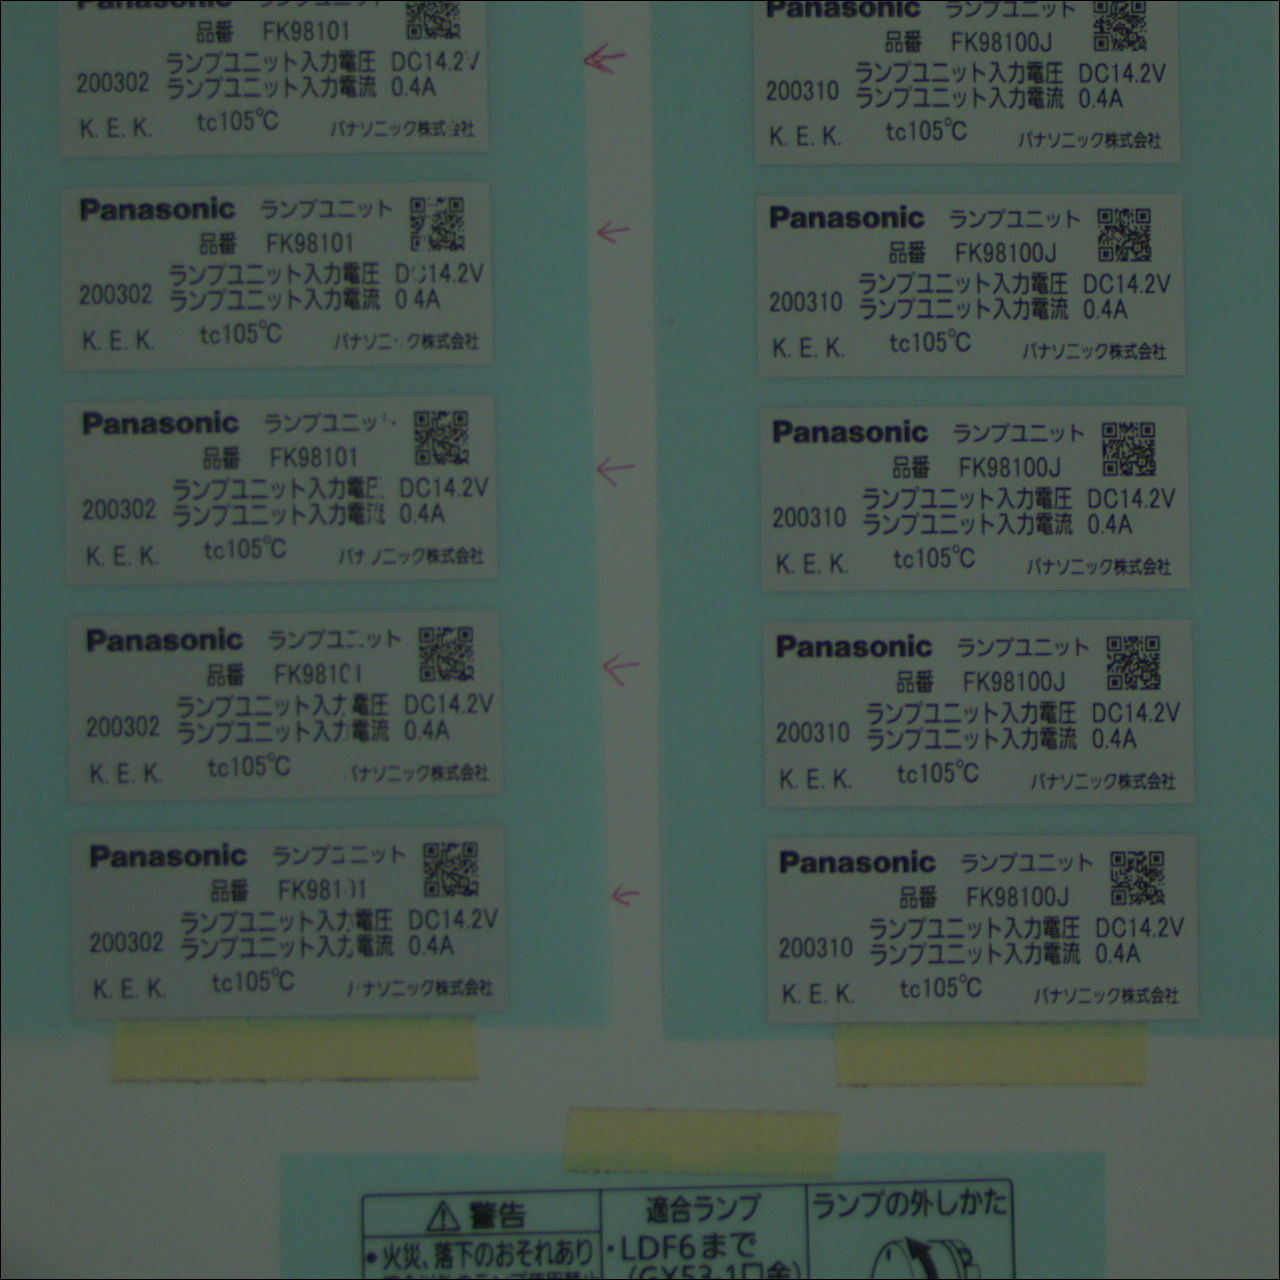 Panasonic ランプユニット
品番 FK98101
ランプユニット入力電圧 DC14.2V
200302 ランプユニット入力電流 0.4A
K. E. K. tc105℃ パナソニック株式会社
Panasonic ランプユニット
品番 FK98101
ランプユニット入力電圧 DC14.2V
200302 ランプユニット入力電流 0.4A
K. E. K. tc105℃ パナソニック株式会社
Panasonic ランプユニット
品番 FK98101
ランプユニット入力電圧 DC14.2V
200302 ランプユニット入力電流 0.4A
K. E. K. tc105℃ パナソニック株式会社
Panasonic ランプユニット
品番 FK98101
ランプユニット入力電圧 DC14.2V
200302 ランプユニット入力電流 0.4A
K. E. K. tc105℃ パナソニック株式会社
Panasonic ランプユニット
品番 FK98101
ランプユニット入力電圧 DC14.2V
200302 ランプユニット入力電流 0.4A
K. E. K. tc105℃ パナソニック株式会社
Panasonic ランプユニット
品番 FK98100J
ランプユニット入力電圧 DC14.2V
200310 ランプユニット入力電流 0.4A
K. E. K. tc105℃ パナソニック株式会社
Panasonic ランプユニット
品番 FK98100J
ランプユニット入力電圧 DC14.2V
200310 ランプユニット入力電流 0.4A
K. E. K. tc105℃ パナソニック株式会社
Panasonic ランプユニット
品番 FK98100J
ランプユニット入力電圧 DC14.2V
200310 ランプユニット入力電流 0.4A
K. E. K. tc105℃ パナソニック株式会社
Panasonic ランプユニット
品番 FK98100J
ランプユニット入力電圧 DC14.2V
200310 ランプユニット入力電流 0.4A
K. E. K. tc105℃ パナソニック株式会社
Panasonic ランプユニット
品番 FK98100J
ランプユニット入力電圧 DC14.2V
200310 ランプユニット入力電流 0.4A
K. E. K. tc105℃ パナソニック株式会社
⚠警告
•火災、落下のおそれあり
適合ランプ
・LDF6まで
(GX53-1口金)
ランプの外しかた